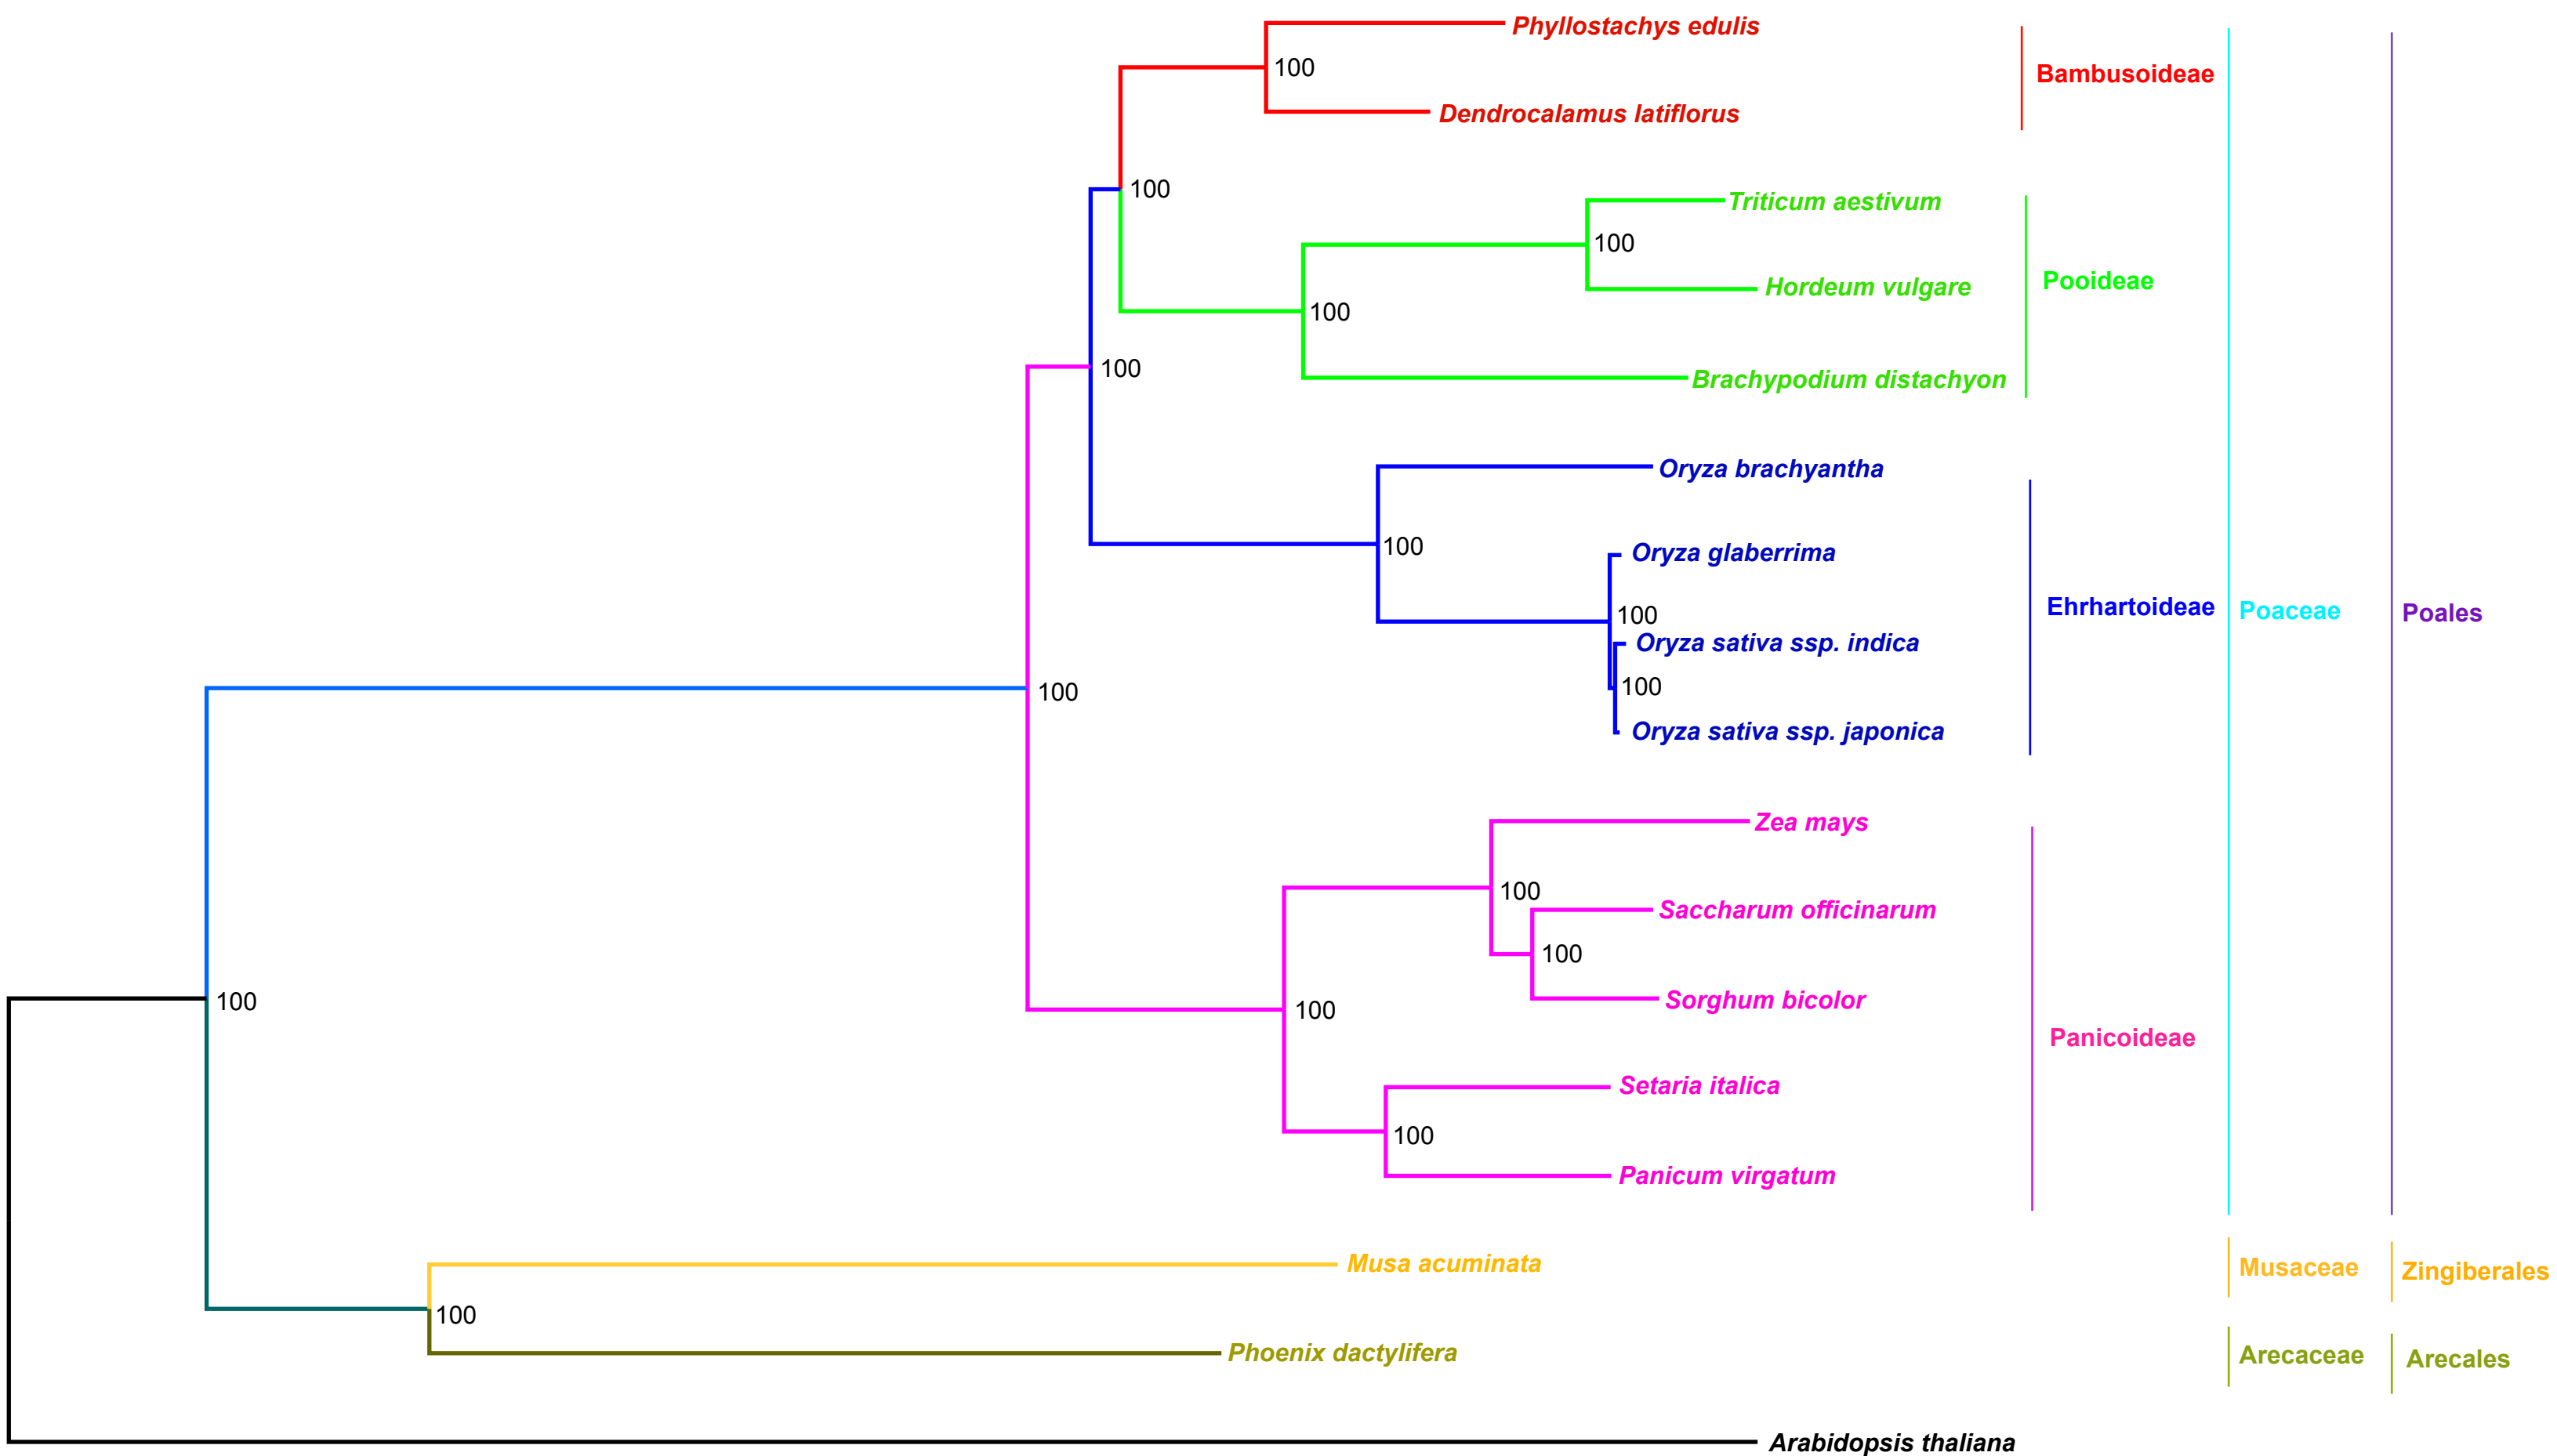 Phyllostachys edulis
100
Bambusoideae
Dendrocalamus latiflorus
100
Triticum aestivum
100
Pooideae
Hordeum vulgare
100
100
Brachypodium distachyon
Oryza brachyantha
100
Oryza glaberrima
Ehrhartoideae
Poaceae
Poales
100
Oryza sativa ssp. indica
100
100
Oryza sativa ssp. japonica
Zea mays
100
Saccharum officinarum
100
Sorghum bicolor
100
100
Panicoideae
Setaria italica
100
Panicum virgatum
Musa acuminata
Musaceae
Zingiberales
100
Phoenix dactylifera
Arecaceae
Arecales
Arabidopsis thaliana